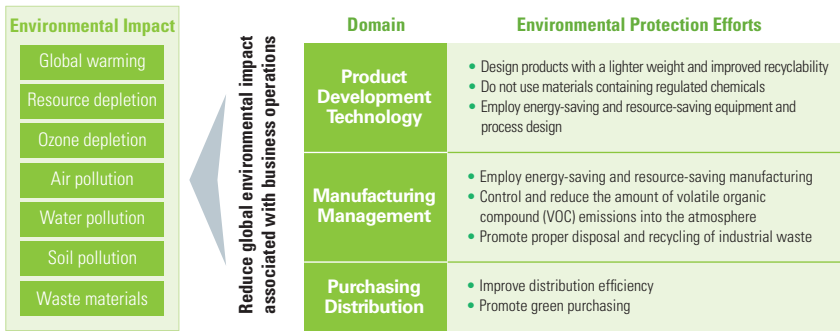 Environmental Impact
Global warming
Resource depletion
Ozone depletion
Air pollution
Water pollution
Soil pollution
Waste materials
Reduce global environmental impact
associated with business operations
Domain
Environmental Protection Efforts
Product
Development
Technology
• Design products with a lighter weight and improved recyclability
• Do not use materials containing regulated chemicals
• Employ energy-saving and resource-saving equipment and
process design
Manufacturing
Management
• Employ energy-saving and resource-saving manufacturing
• Control and reduce the amount of volatile organic
compound (VOC) emissions into the atmosphere
• Promote proper disposal and recycling of industrial waste
Purchasing
Distribution
• Improve distribution efficiency
• Promote green purchasing